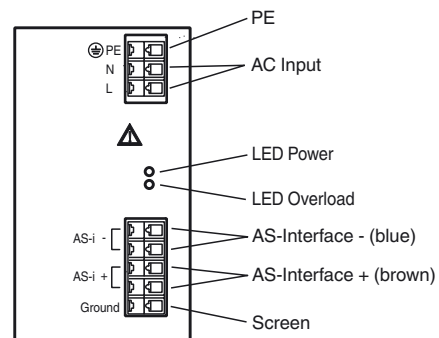 PE
PE
N
AC Input
L
LED Power
LED Overload
AS-i -
AS-Interface - (blue)
AS-i +
AS-Interface + (brown)
Ground
Screen